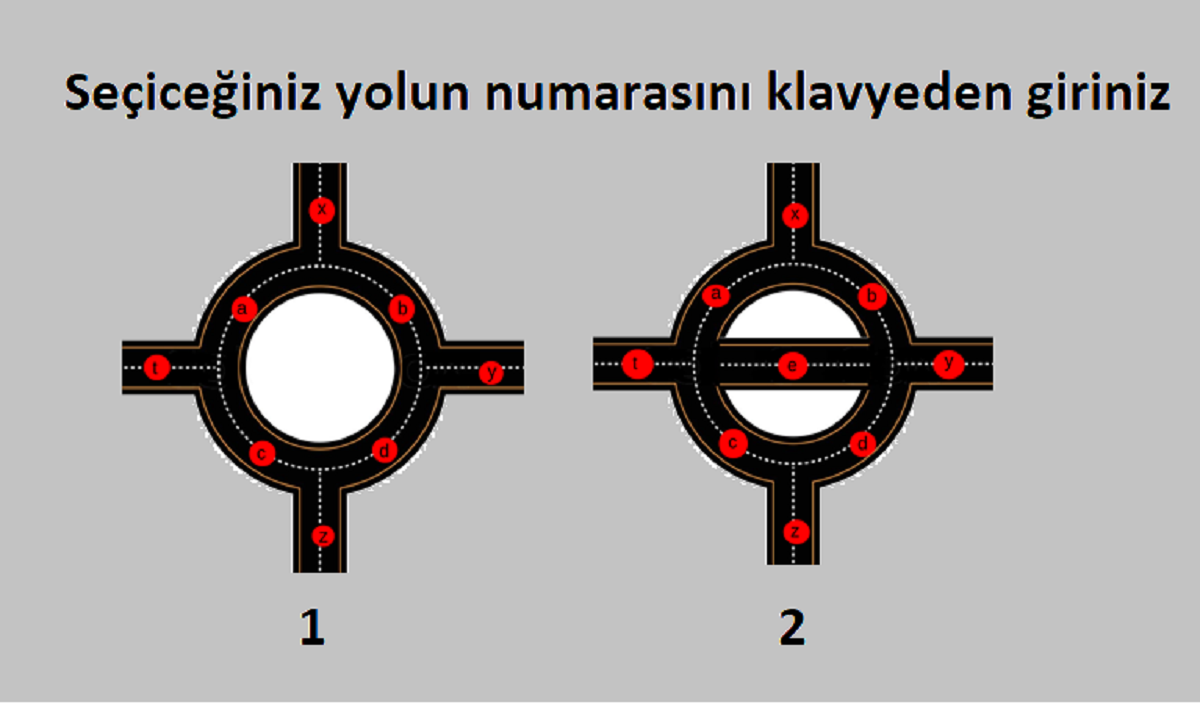 Seçiceğiniz yolun numarasını klavyeden giriniz
x
a
b
t
y
c
d
z
1
x
a
b
t
e
y
c
d
z
2